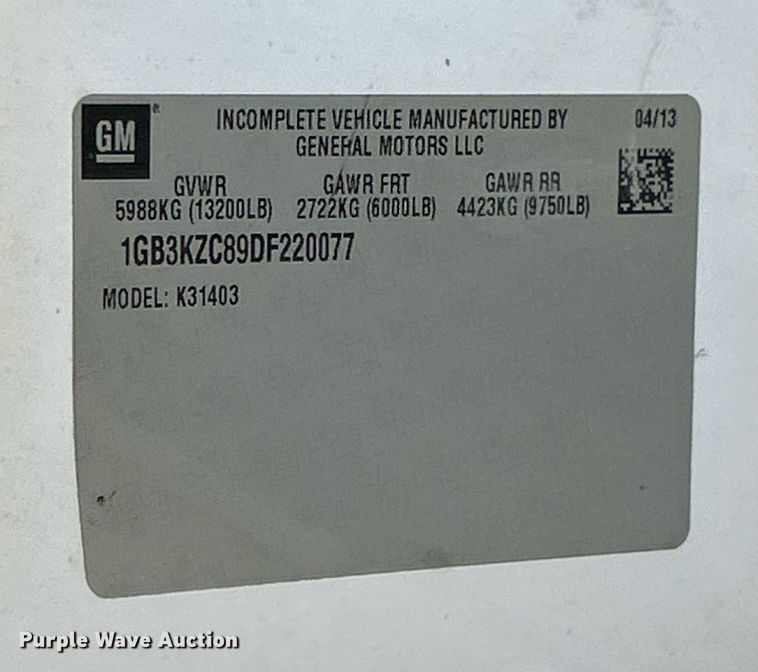 GM ®
INCOMPLETE VEHICLE MANUFACTURED BY 04/13
GENERAL MOTORS LLC
GVWR GAWR FRT GAWR RR
5988KG (13200LB) 2722KG (6000LB) 4423KG (9750LB)
1GB3KZC89DF220077
MODEL: K31403
Purple Wave Auction